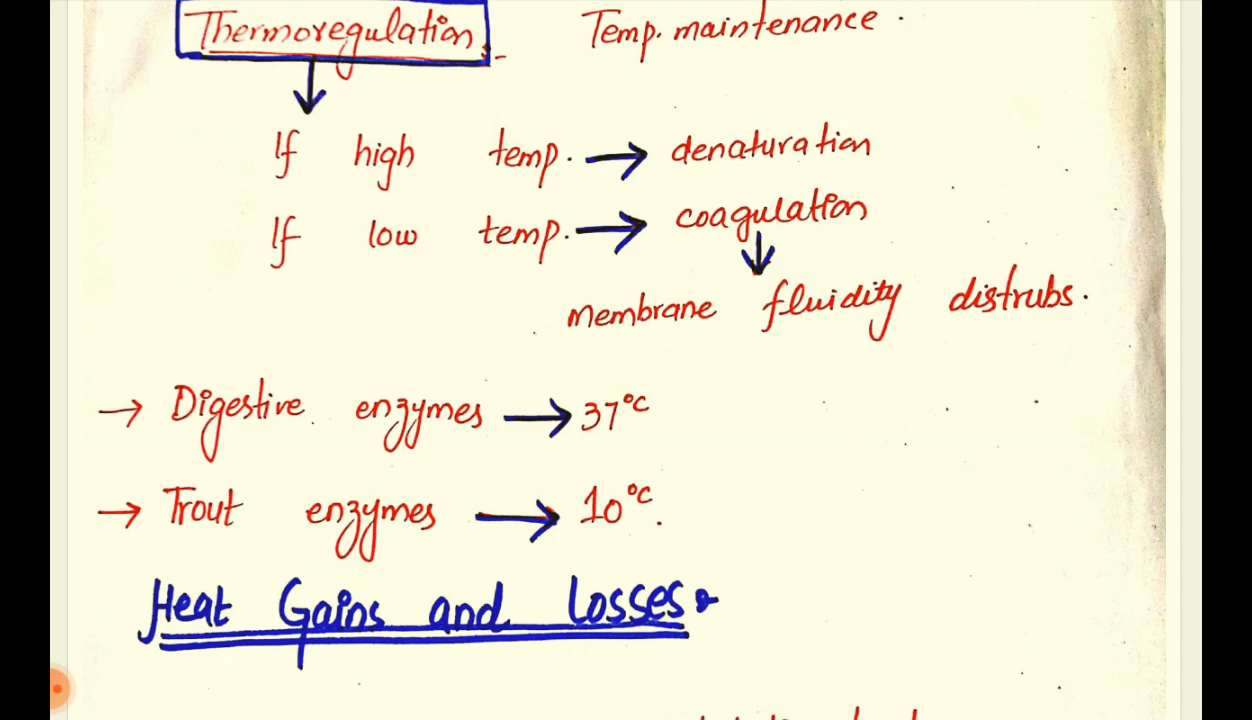 Thermoregulation:- Temp. maintenance.
If high temp. → denaturation
If low temp. → coagulation
↓
membrane fluidity distrubs.
→ Digestive enzymes → 37°C
→ Trout enzymes → 10°C.
Heat Gains and Losses: